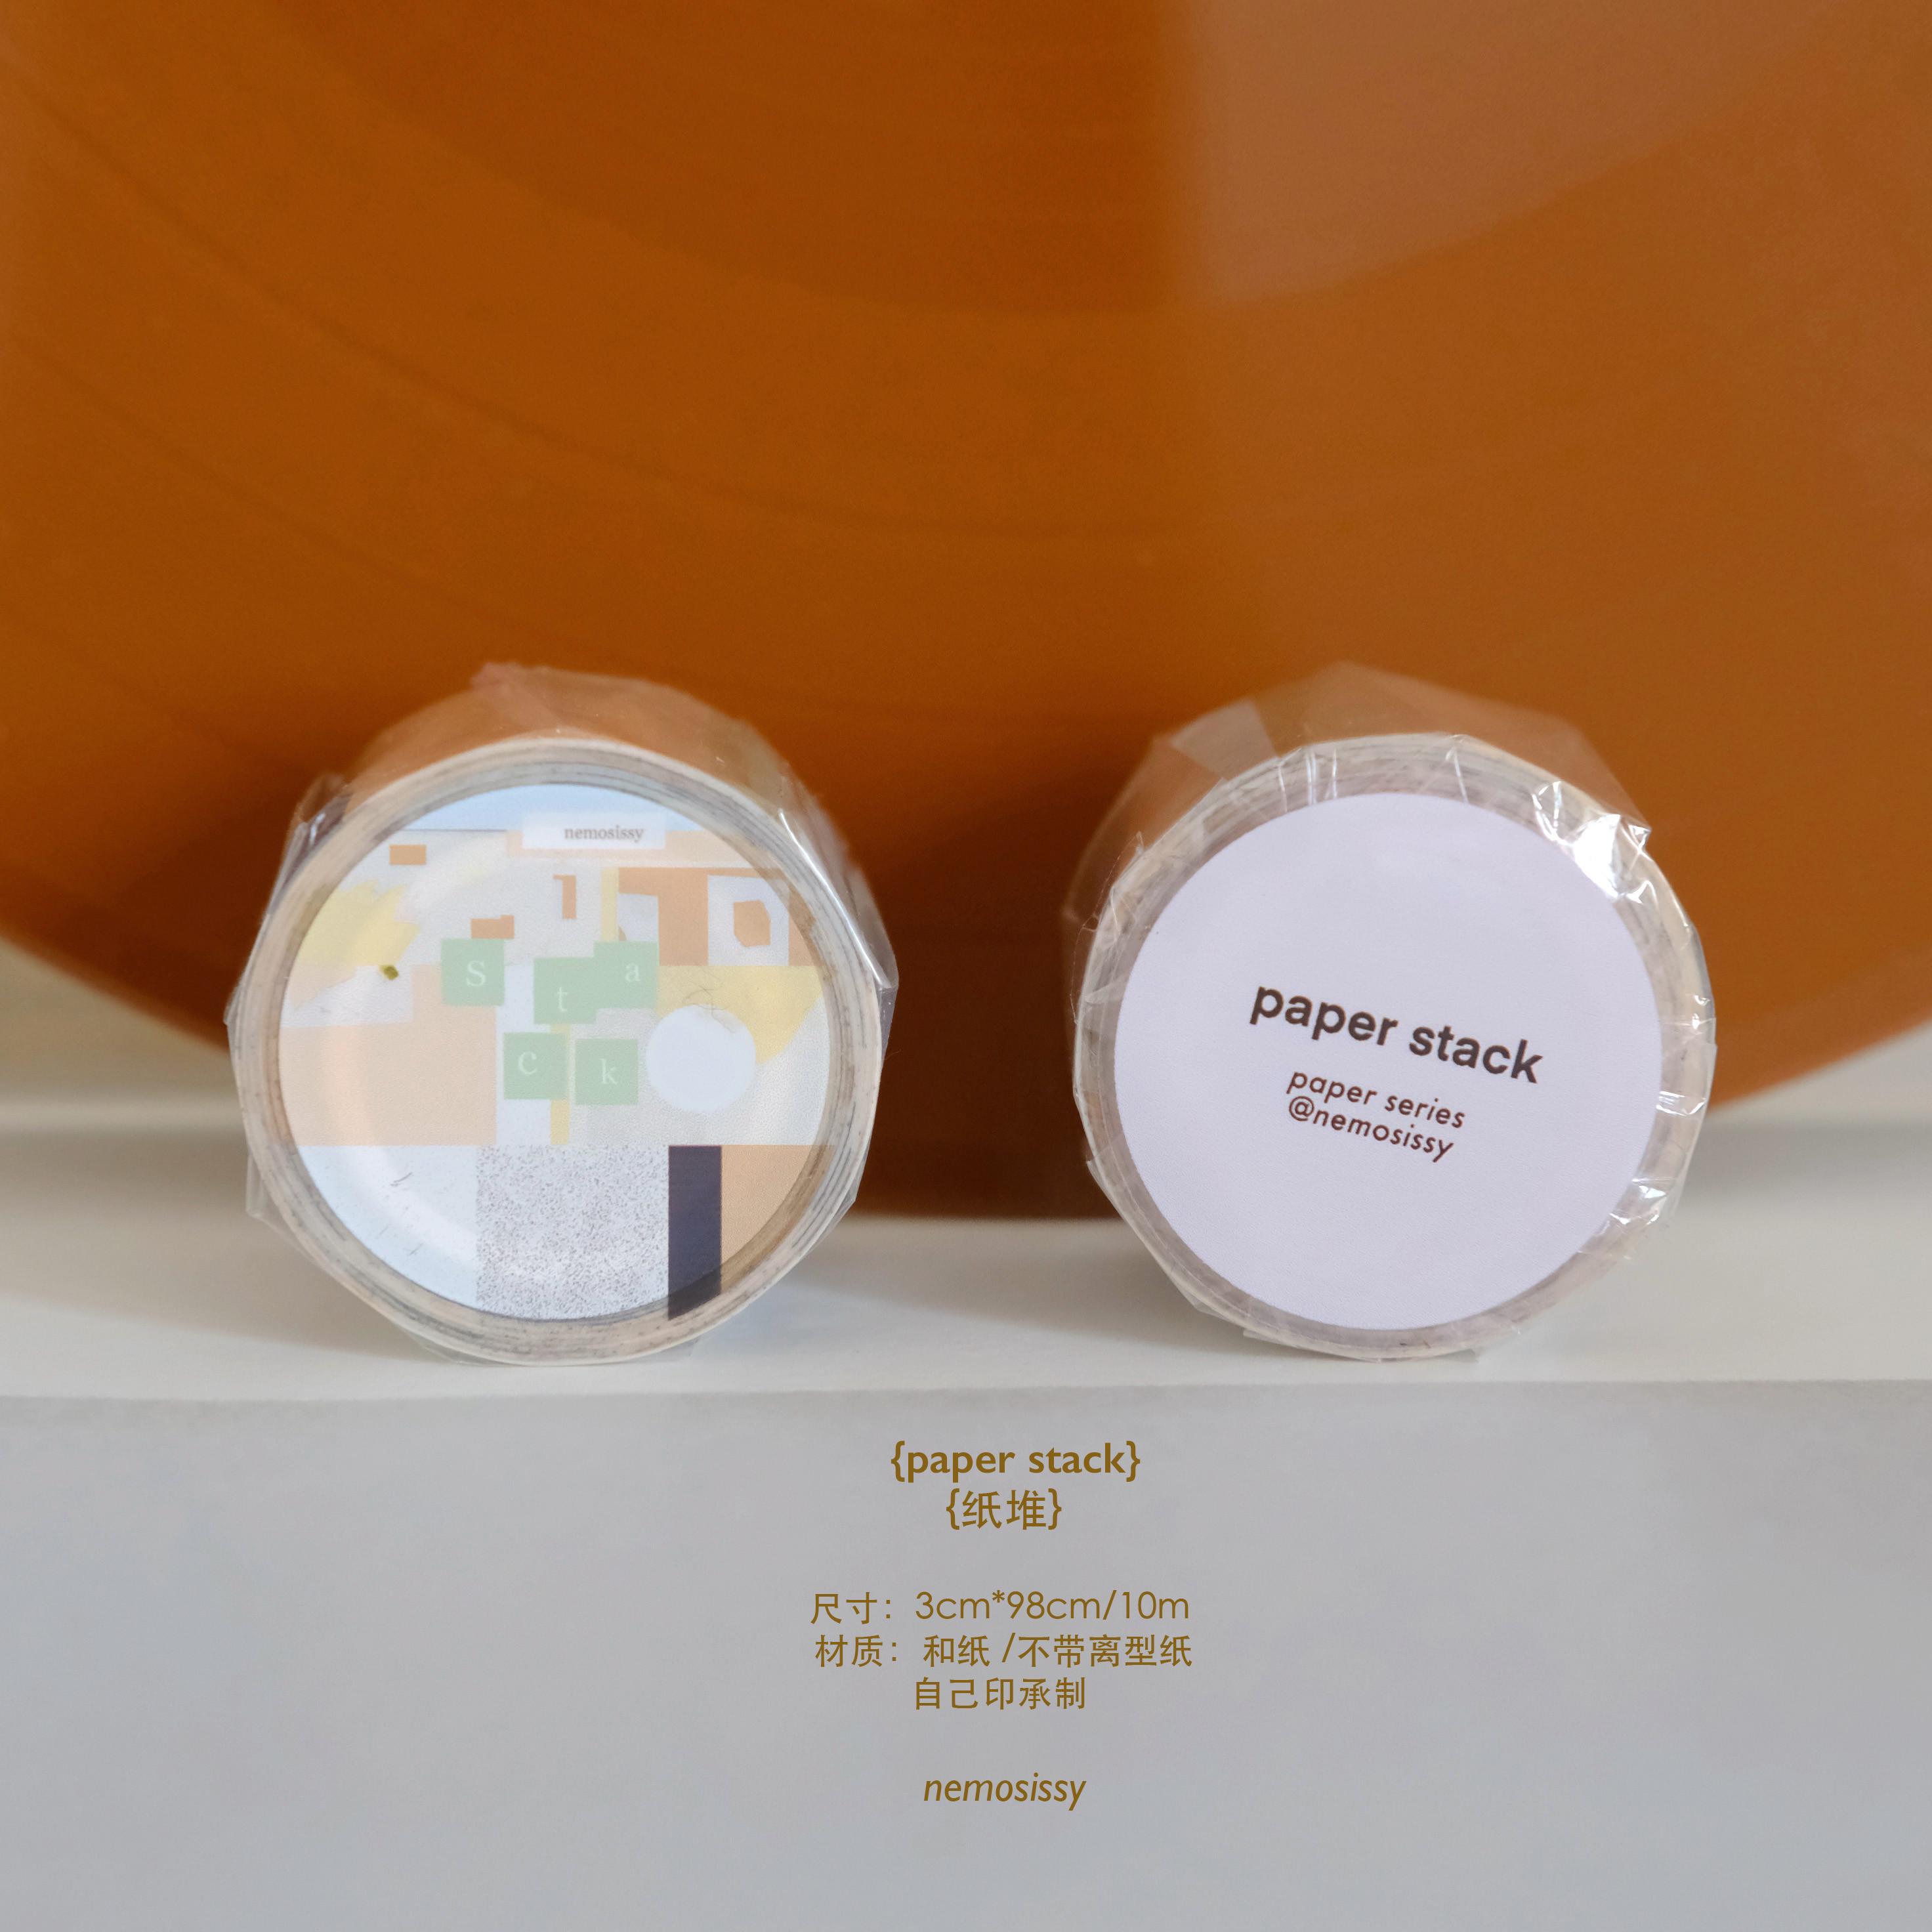 nemosissy
S t a
c k
paper stack
paper series
@nemosissy
{paper stack}
{纸堆}
尺寸：3cm*98cm/10m
材质：和纸 /不带离型纸
自己印承制
nemosissy